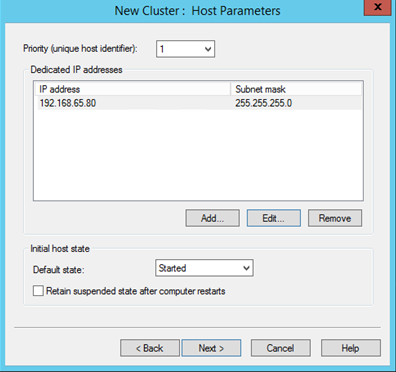 New Cluster : Host Parameters
x
Priority (unique host identifier): 1
Dedicated IP addresses
IP address Subnet mask
192.168.65.80 255.255.255.0
Add... Edit... Remove
Initial host state
Default state: Started
Retain suspended state after computer restarts
< Back Next > Cancel Help